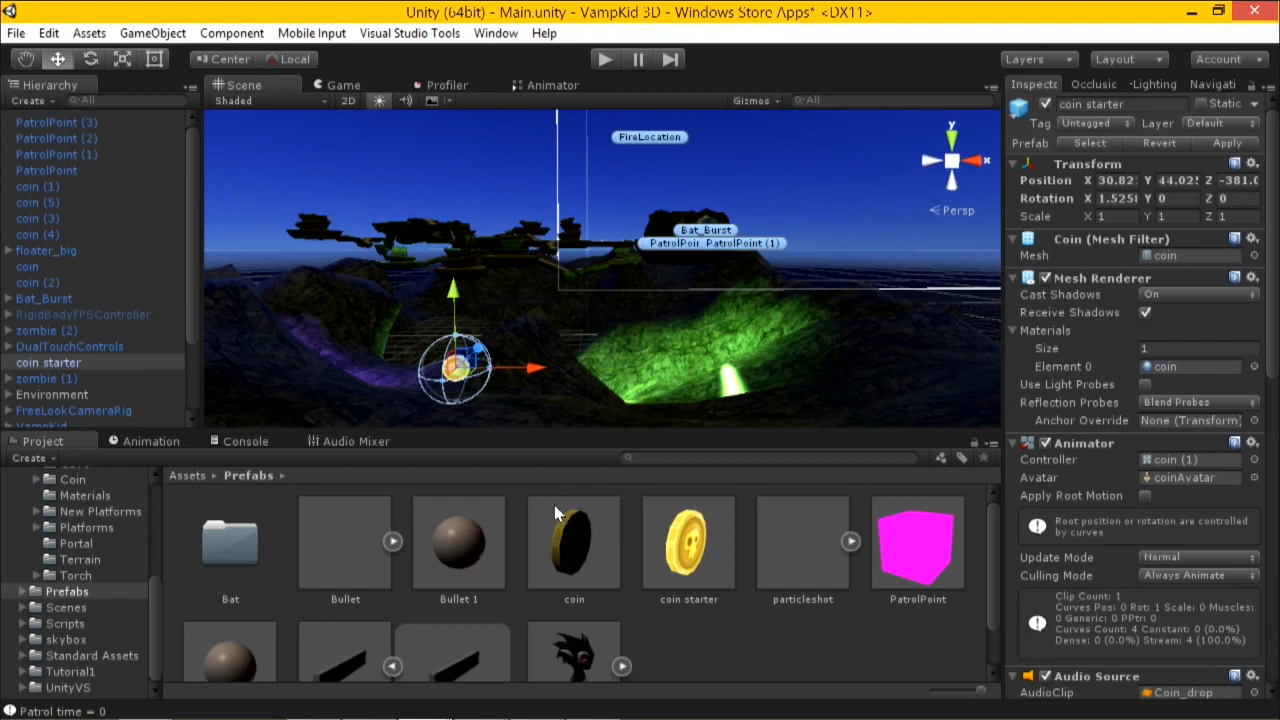 Unity (64bit) - Main.unity - VampKid 3D - Windows Store Apps* <DX11>
File Edit Assets GameObject Component Mobile Input Visual Studio Tools Window Help
Center Local Layers Layout Account
Hierarchy Scene Game Profiler Animator Inspectc Occlusic Lighting Navigati
Create All Shaded 2D Gizmos All coin starter Static
PatrolPoint (3)
PatrolPoint (2)
PatrolPoint (1)
PatrolPoint
coin (1)
coin (5)
coin (3)
coin (4)
floater_big
coin
coin (2)
Bat_Burst
RigidBodyFPSController
zombie (2)
DualTouchControls
coin starter
zombie (1)
Environment
FreeLookCameraRig
VampKid
FireLocation
y
x
Persp
Bat_Burst
PatrolPoir PatrolPoint (1)
Tag Untagged Layer Default
Prefab Select Revert Apply
Transform
Position X 30.82: Y 44.02! Z -381.0
Rotation X 1.525! Y 0 Z 0
Scale X 1 Y 1 Z 1
Coin (Mesh Filter)
Mesh coin
Mesh Renderer
Cast Shadows On
Receive Shadows
Materials
Size 1
Element 0 coin
Use Light Probes
Reflection Probes Blend Probes
Anchor Override None (Transform)
Animator
Controller coin (1)
Avatar coinAvatar
Apply Root Motion
Root position or rotation are controlled by curves
Update Mode Normal
Culling Mode Always Animate
Clip Count: 1
Curves Pos: 0 Rot: 1 Scale: 0 Muscles:
0 Generic: 0 PPtr: 0
Curves Count: 4 Constant: 0 (0.0%)
Dense: 0 (0.0%) Stream: 4 (100.0%)
Audio Source
AudioClip Coin_drop
Project Animation Console Audio Mixer
Create
Coin
Materials
New Platforms
Platforms
Portal
Terrain
Torch
Prefabs
Scenes
Scripts
skybox
Standard Assets
Tutorial1
UnityVS
Assets Prefabs
Bat Bullet Bullet 1 coin coin starter particleshot PatrolPoint
Patrol time = 0